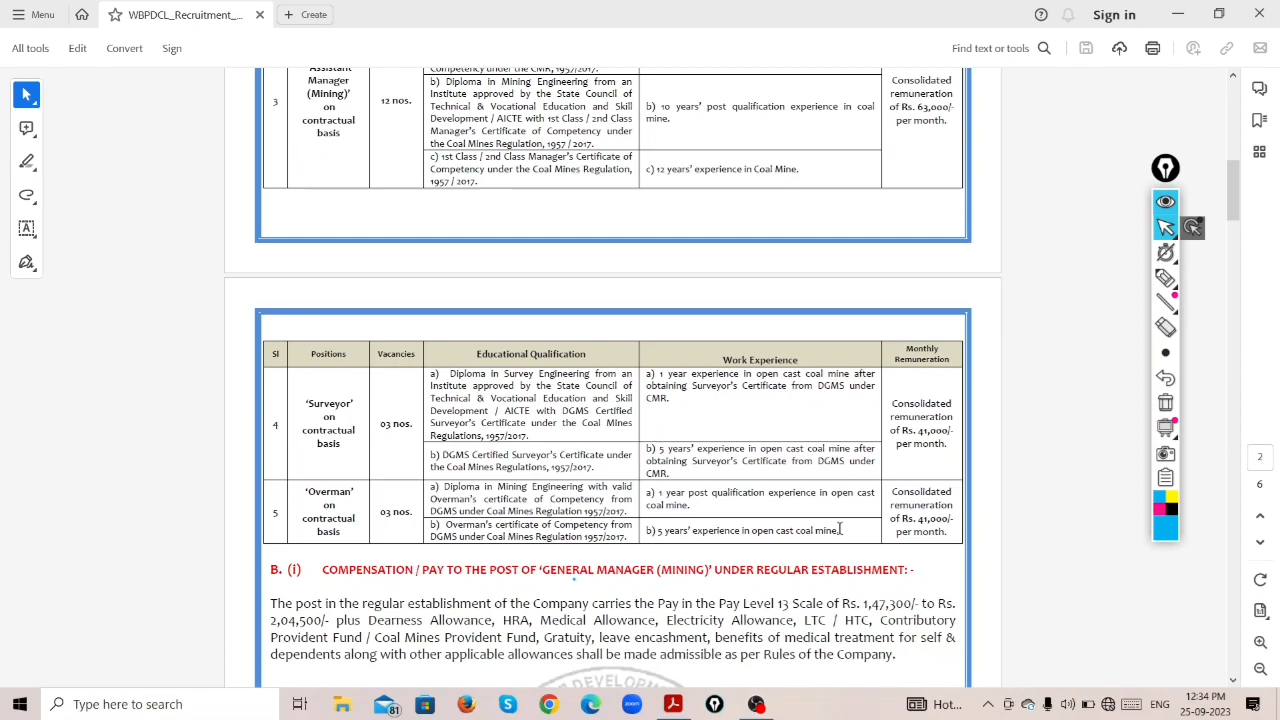 Menu
WBPDCL_Recruitment_...
Create
Sign in
All tools
Edit
Convert
Sign
Find text or tools
Assistant
Manager
(Mining)'
on
contractual
basis
3
12 nos.
Competency under the CMR, 1957/2017.
b) Diploma in Mining Engineering from an
Institute approved by the State Council of
Technical & Vocational Education and Skill
Development / AICTE with 1st Class / 2nd Class
Manager's Certificate of Competency under
the Coal Mines Regulation, 1957 / 2017.
b) 10 years' post qualification experience in coal
mine.
c) 1st Class / 2nd Class Manager's Certificate of
Competency under the Coal Mines Regulation,
1957 / 2017.
c) 12 years' experience in Coal Mine.
Consolidated
remuneration
of Rs. 63,000/-
per month.
Sl
Positions
Vacancies
Educational Qualification
Work Experience
Monthly
Remuneration
4
'Surveyor'
on
contractual
basis
03 nos.
a) Diploma in Survey Engineering from an
Institute approved by the State Council of
Technical & Vocational Education and Skill
Development / AICTE with DGMS Certified
Surveyor's Certificate under the Coal Mines
Regulations, 1957/2017.
a) 1 year experience in open cast coal mine after
obtaining Surveyor's Certificate from DGMS under
CMR.
b) DGMS Certified Surveyor's Certificate under
the Coal Mines Regulations, 1957/2017.
b) 5 years' experience in open cast coal mine after
obtaining Surveyor's Certificate from DGMS under
CMR.
Consolidated
remuneration
of Rs. 41,000/-
per month.
5
'Overman'
on
contractual
basis
03 nos.
a) Diploma in Mining Engineering with valid
Overman's certificate of Competency from
DGMS under Coal Mines Regulation 1957/2017.
a) 1 year post qualification experience in open cast
coal mine.
b) Overman's certificate of Competency from
DGMS under Coal Mines Regulation 1957/2017.
b) 5 years' experience in open cast coal mine.
Consolidated
remuneration
of Rs. 41,000/-
per month.
B. (i) COMPENSATION / PAY TO THE POST OF 'GENERAL MANAGER (MINING)' UNDER REGULAR ESTABLISHMENT: -
The post in the regular establishment of the Company carries the Pay in the Pay Level 13 Scale of Rs. 1,47,300/- to Rs.
2,04,500/- plus Dearness Allowance, HRA, Medical Allowance, Electricity Allowance, LTC / HTC, Contributory
Provident Fund / Coal Mines Provident Fund, Gratuity, leave encashment, benefits of medical treatment for self &
dependents along with other applicable allowances shall be made admissible as per Rules of the Company.
DEVELOPME
2
6
Type here to search
81
zoom
Hot...
ENG
12:34 PM
25-09-2023